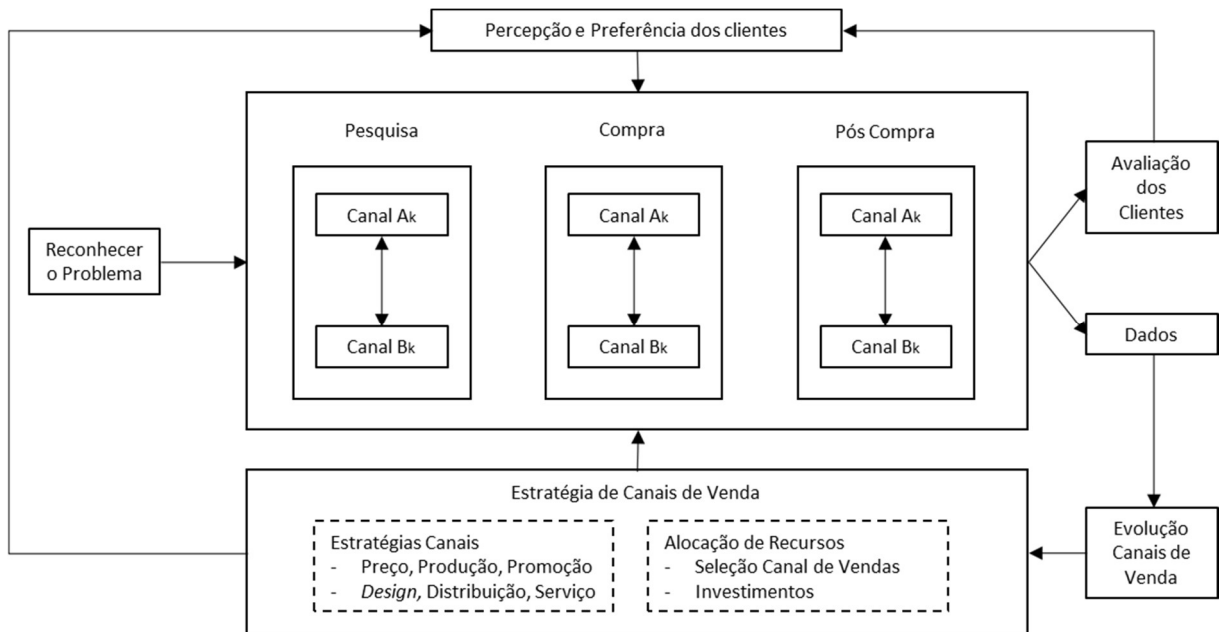 Percepção e Preferência dos clientes
Pesquisa
Compra
Pós Compra
Canal Ak
Canal Ak
Canal Ak
Canal Bk
Canal Bk
Canal Bk
Reconhecer
o Problema
Avaliação
dos
Clientes
Dados
Evolução
Canais de
Venda
Estratégia de Canais de Venda
Estratégias Canais
- Preço, Produção, Promoção
- Design, Distribuição, Serviço
Alocação de Recursos
- Seleção Canal de Vendas
- Investimentos